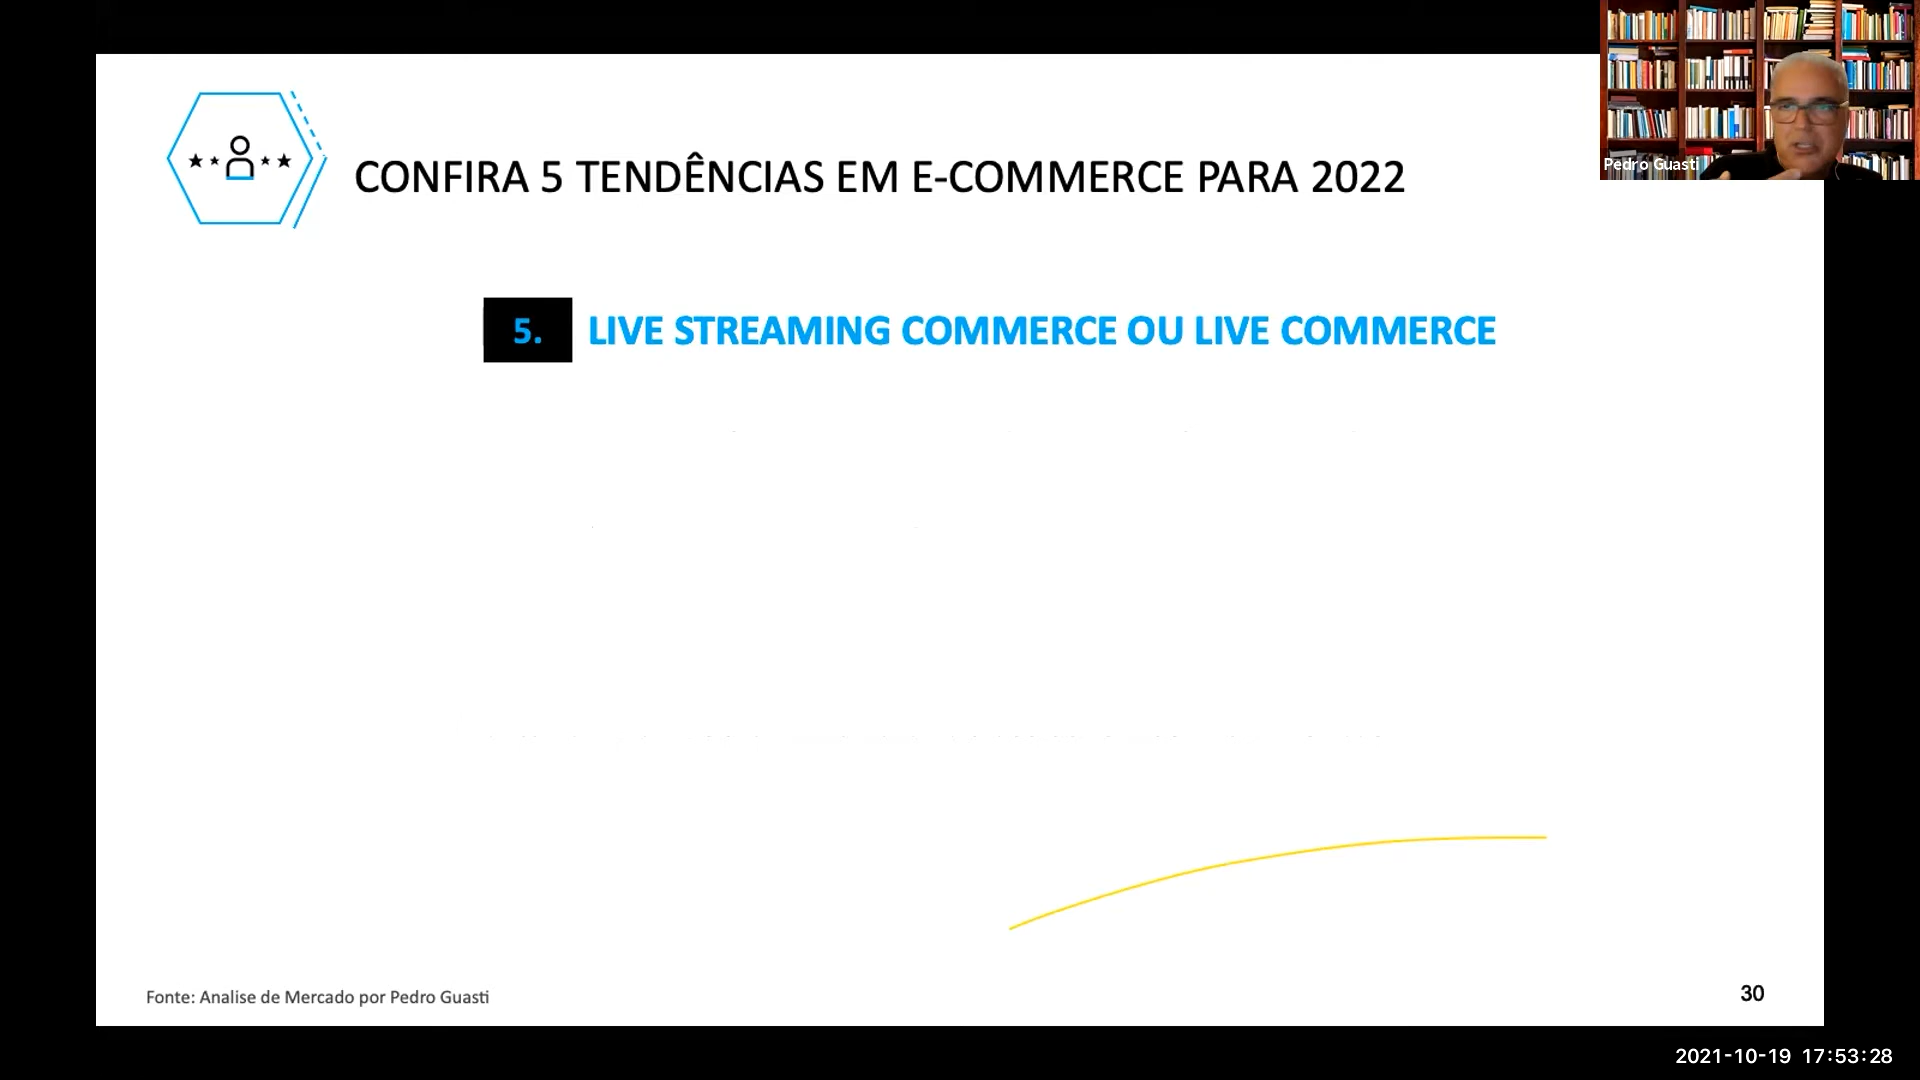 Pedro Guasti
CONFIRA 5 TENDÊNCIAS EM E-COMMERCE PARA 2022
5. LIVE STREAMING COMMERCE OU LIVE COMMERCE
Fonte: Analise de Mercado por Pedro Guasti
30
2021-10-19 17:53:28